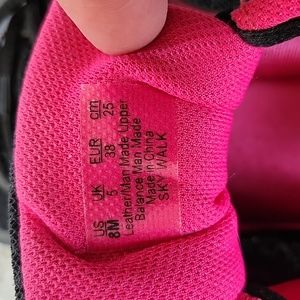 US UK EUR cm
8M 5 38 25
Leather/Man Made Upper
Balance Man Made
Made in China
SKY WALK